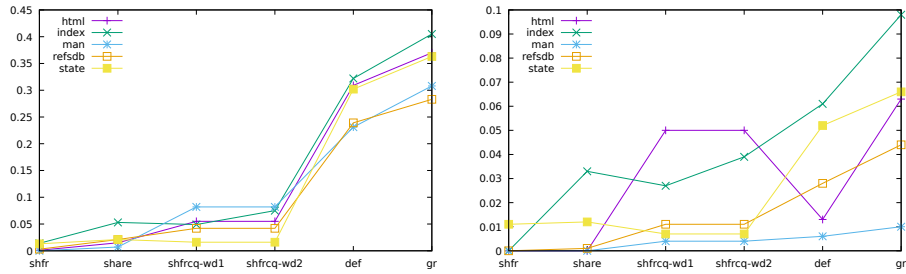 0.45
0.4
0.35
0.3
0.25
0.2
0.15
0.1
0.05
0
html
index
man
refsdb
state
shfr share shfrcq-wd1 shfrcq-wd2 def gr
0.1
0.09
0.08
0.07
0.06
0.05
0.04
0.03
0.02
0.01
0
html
index
man
refsdb
state
shfr share shfrcq-wd1 shfrcq-wd2 def gr